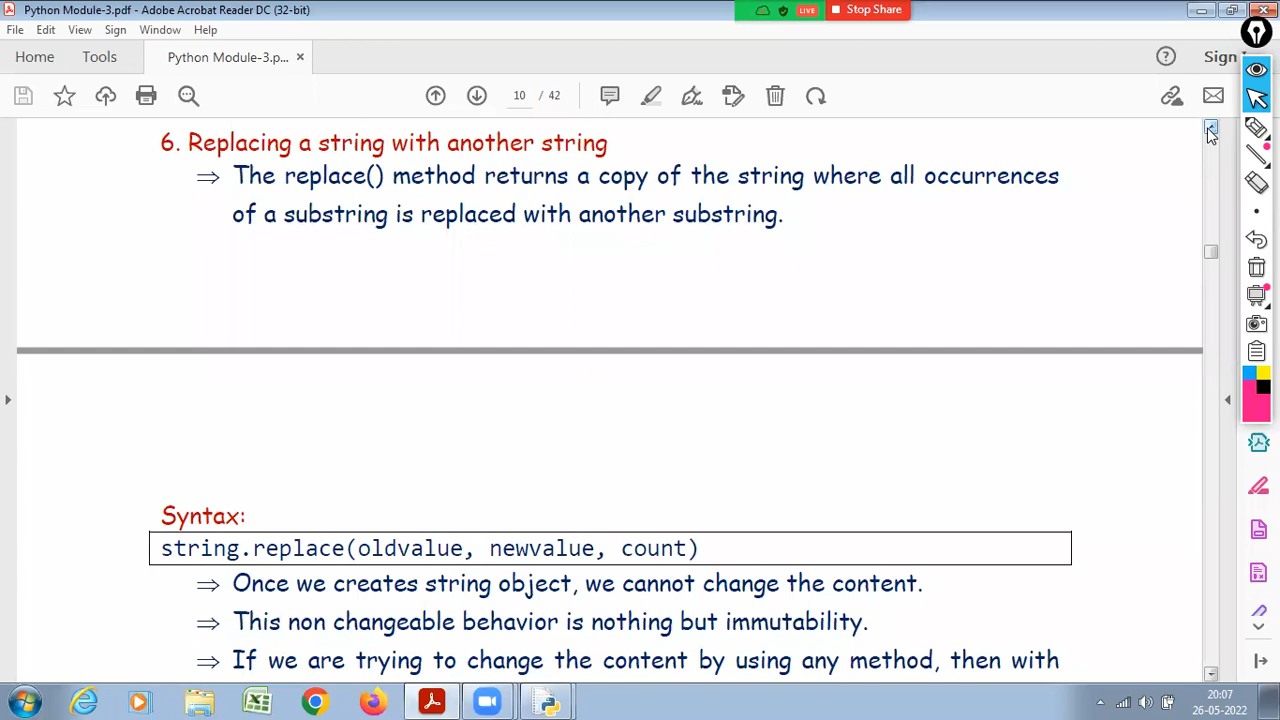 Python Module-3.pdf - Adobe Acrobat Reader DC (32-bit)
LIVE
Stop Share
File Edit View Sign Window Help
Home Tools Python Module-3.p... ×
Sign
10 / 42
6. Replacing a string with another string
⇒ The replace() method returns a copy of the string where all occurrences
of a substring is replaced with another substring.
Syntax:
string.replace(oldvalue, newvalue, count)
⇒ Once we creates string object, we cannot change the content.
⇒ This non changeable behavior is nothing but immutability.
⇒ If we are trying to change the content by using any method, then with
20:07
26-05-2022